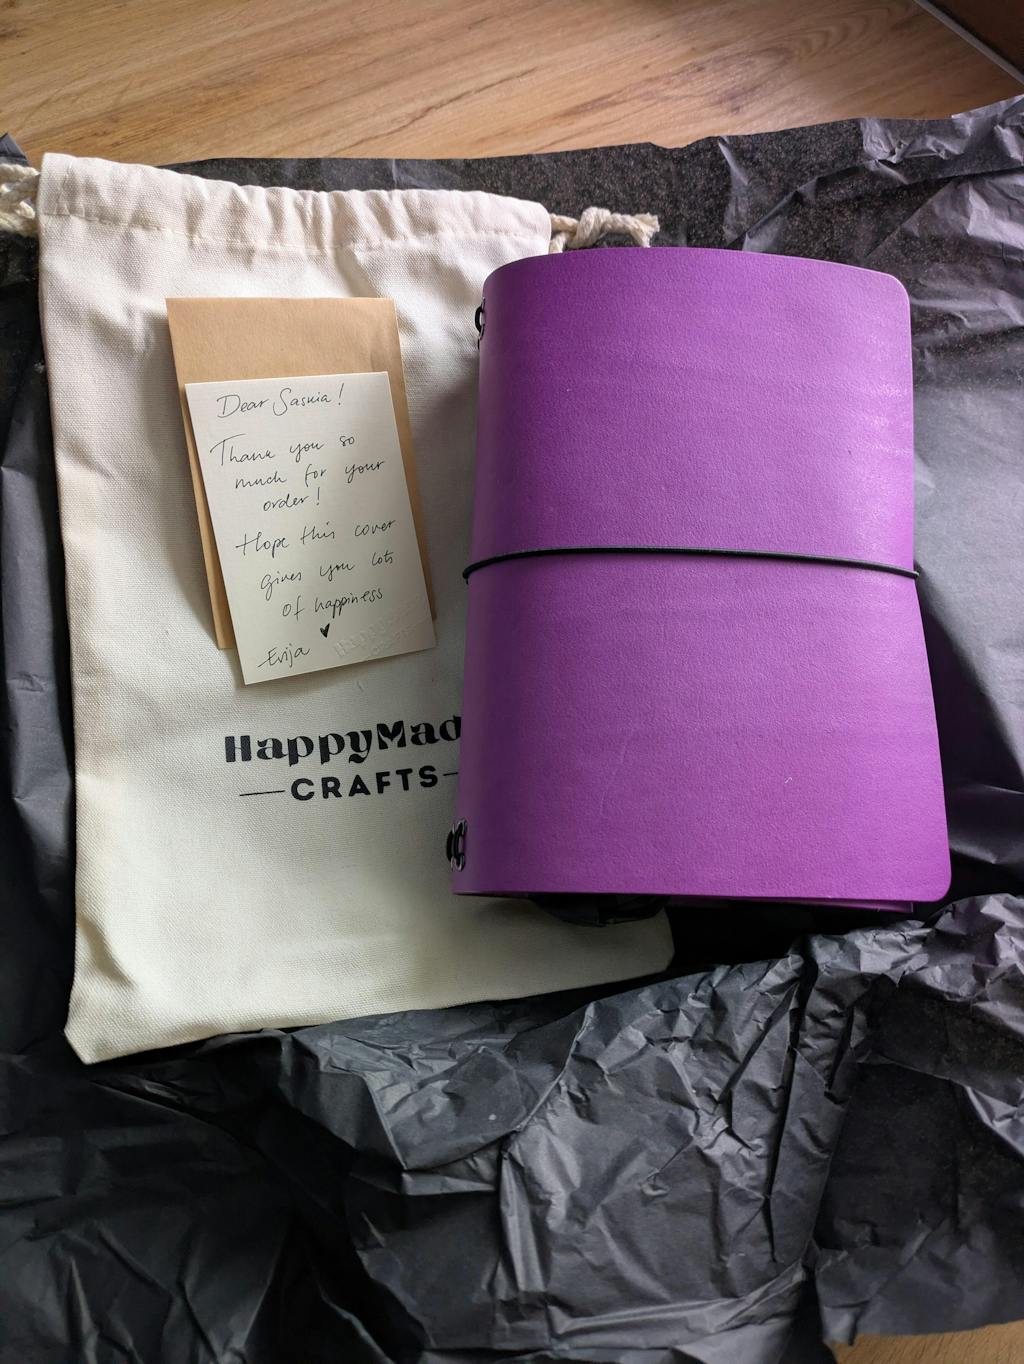 Dear Saskia!
Thank you so
much for your
order!
Hope this cover
gives you lots
of happiness
♥
Evija
HappyMad
CRAFTS